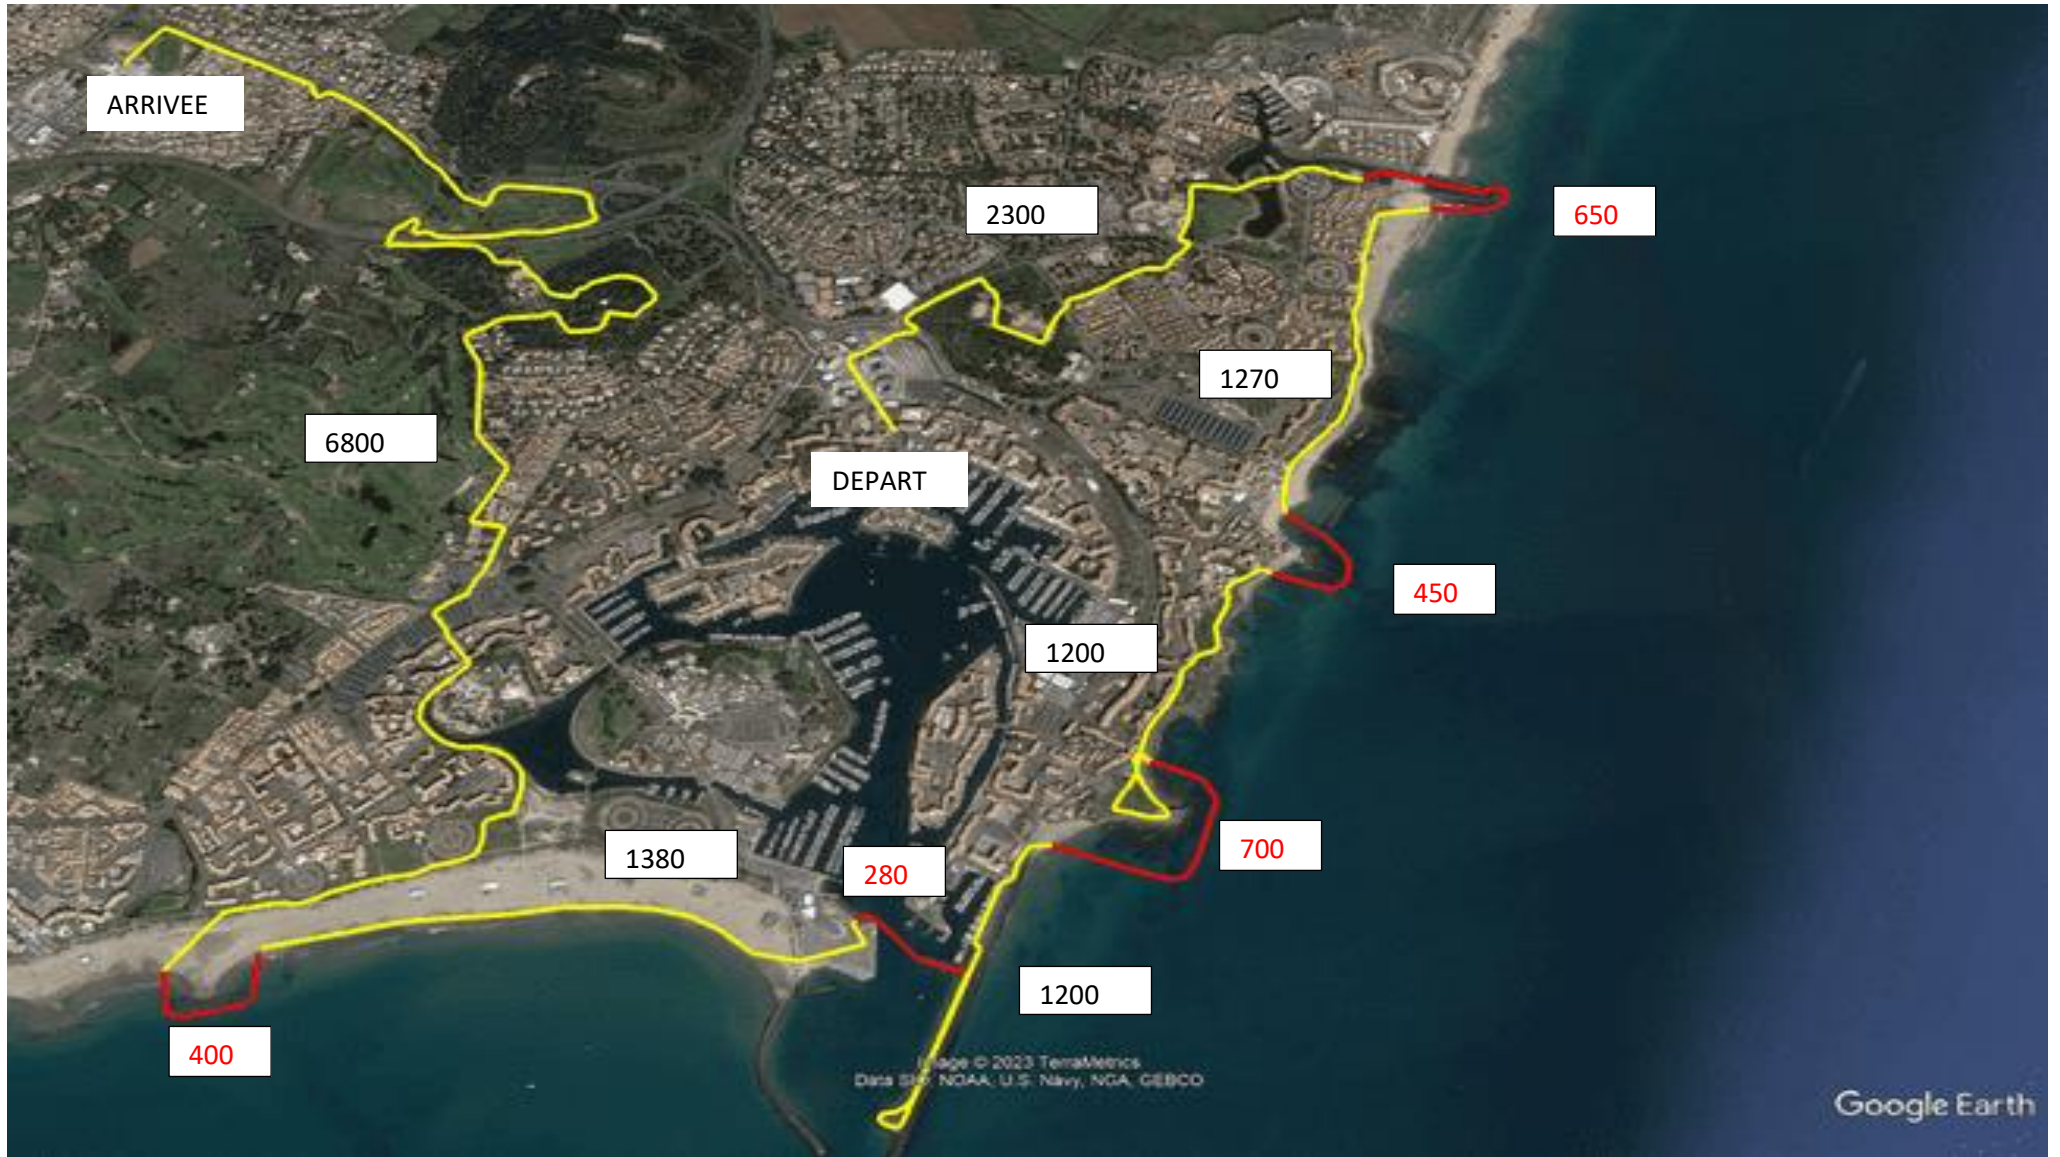 ARRIVEE
2300
650
1270
6800
DEPART
450
1200
1380
280
700
1200
400
Image © 2023 TerraMetrics
Data SIO, NOAA, U.S. Navy, NGA, GEBCO
Google Earth